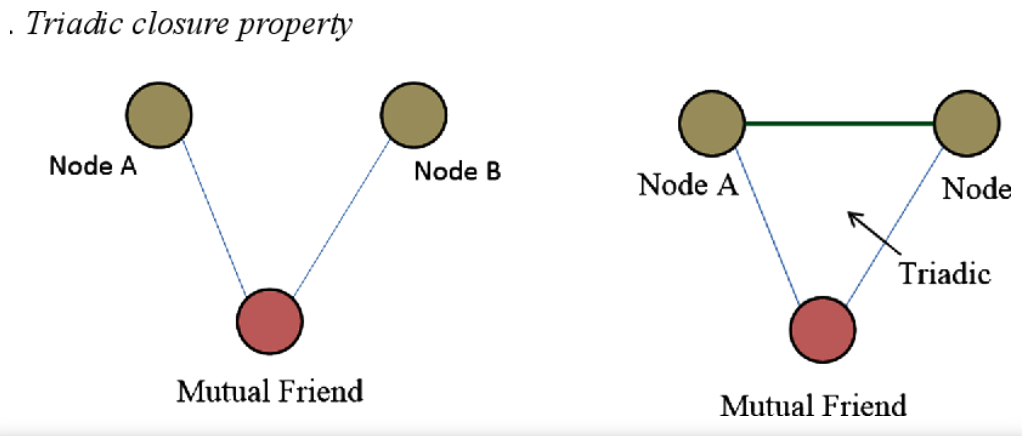 . Triadic closure property
Node A
Node B
Mutual Friend
Node A
Node
Triadic
Mutual Friend